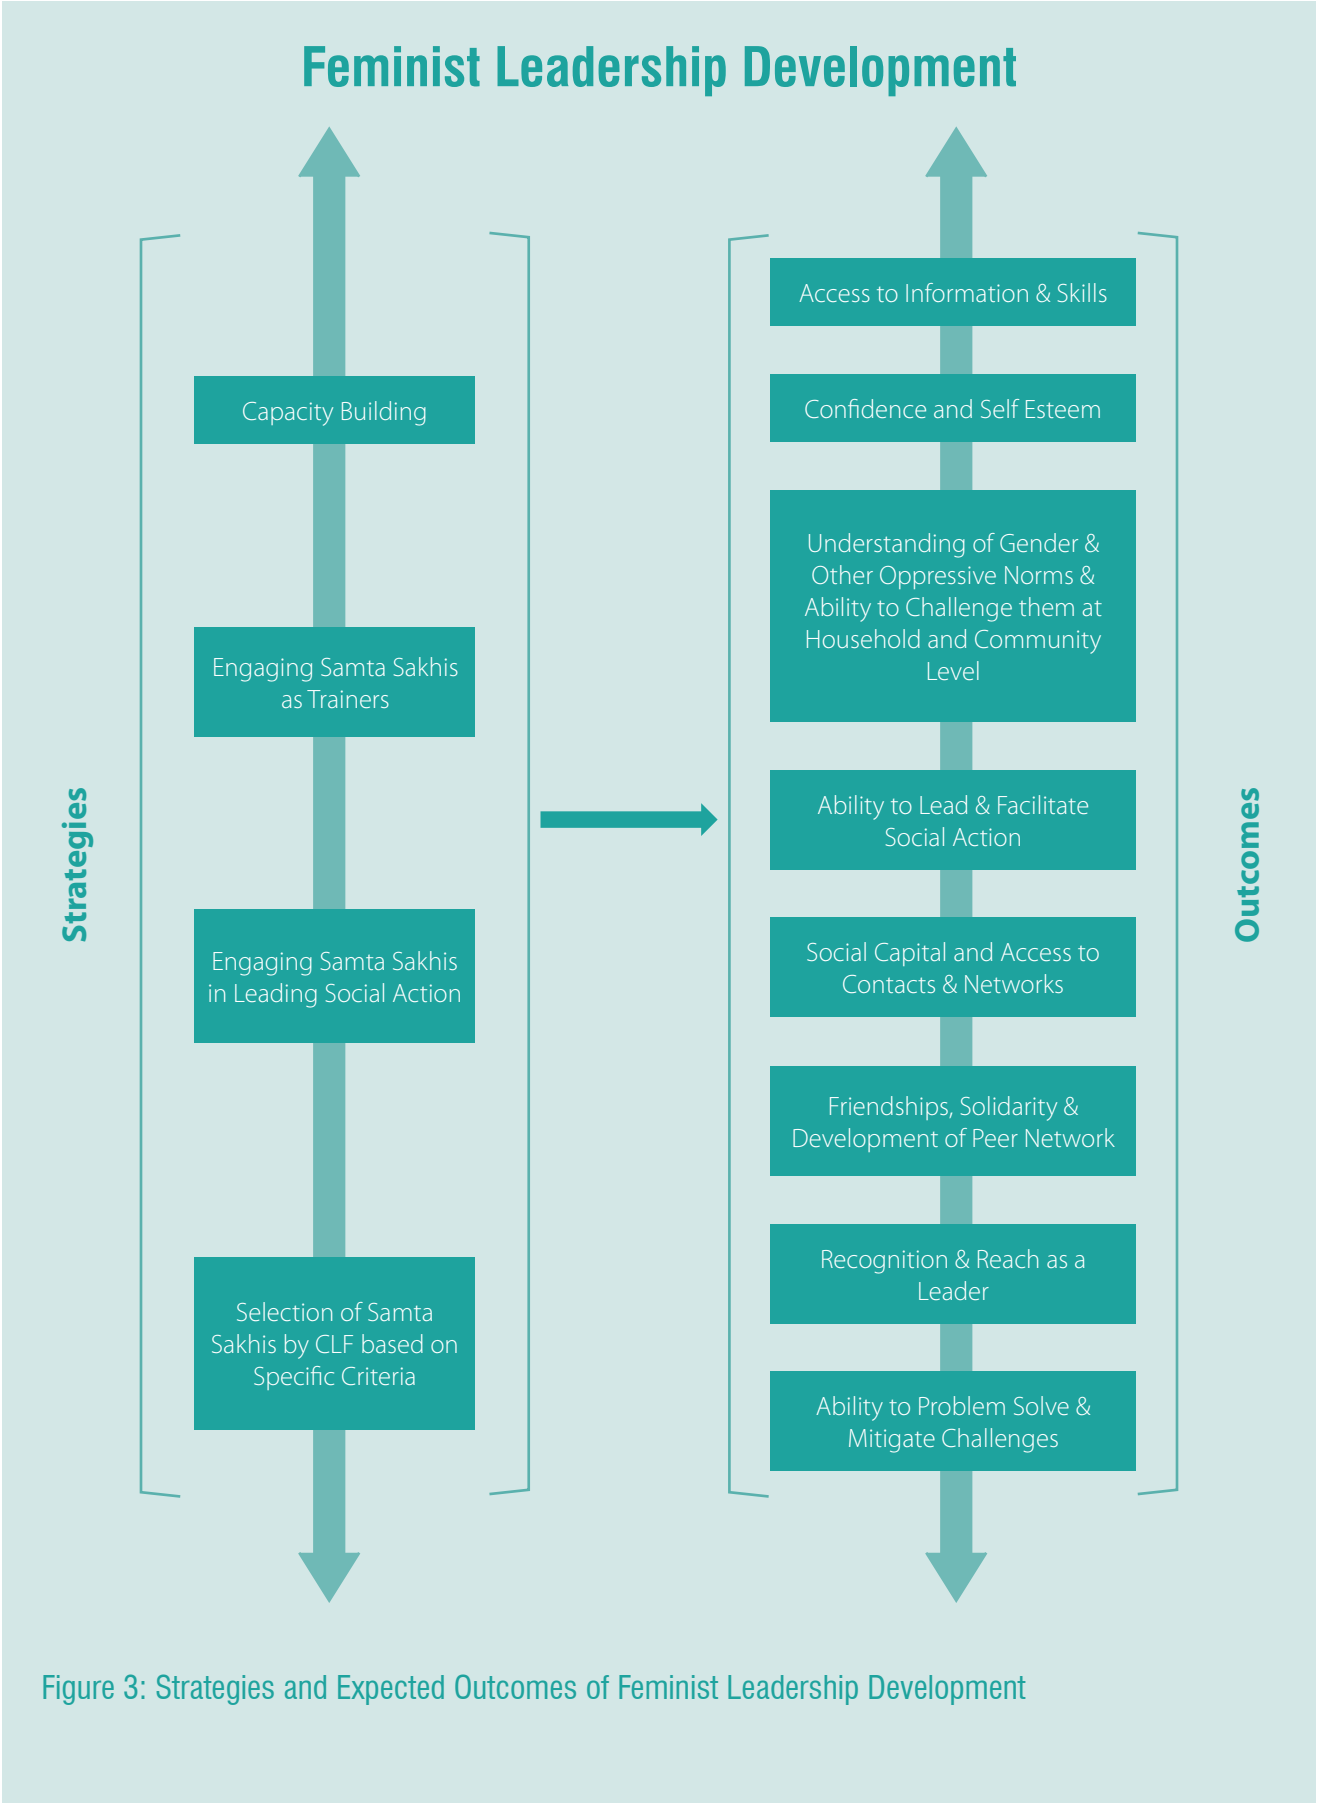 Feminist Leadership Development
Strategies
Capacity Building
Engaging Samta Sakhis
as Trainers
Engaging Samta Sakhis
in Leading Social Action
Selection of Samta
Sakhis by CLF based on
Specific Criteria
Access to Information & Skills
Confidence and Self Esteem
Understanding of Gender &
Other Oppressive Norms &
Ability to Challenge them at
Household and Community
Level
Ability to Lead & Facilitate
Social Action
Social Capital and Access to
Contacts & Networks
Friendships, Solidarity &
Development of Peer Network
Recognition & Reach as a
Leader
Ability to Problem Solve &
Mitigate Challenges
Outcomes
Figure 3: Strategies and Expected Outcomes of Feminist Leadership Development